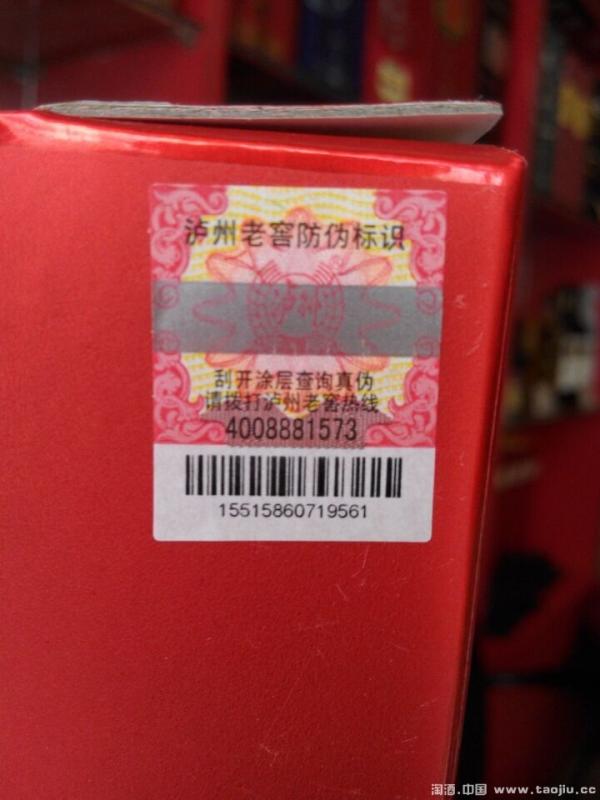 泸州老窖防伪标识
刮开涂层查询真伪
请拨打泸州老窖热线
4008881573
15515860719561
淘酒.中国 www.taojiu.cc